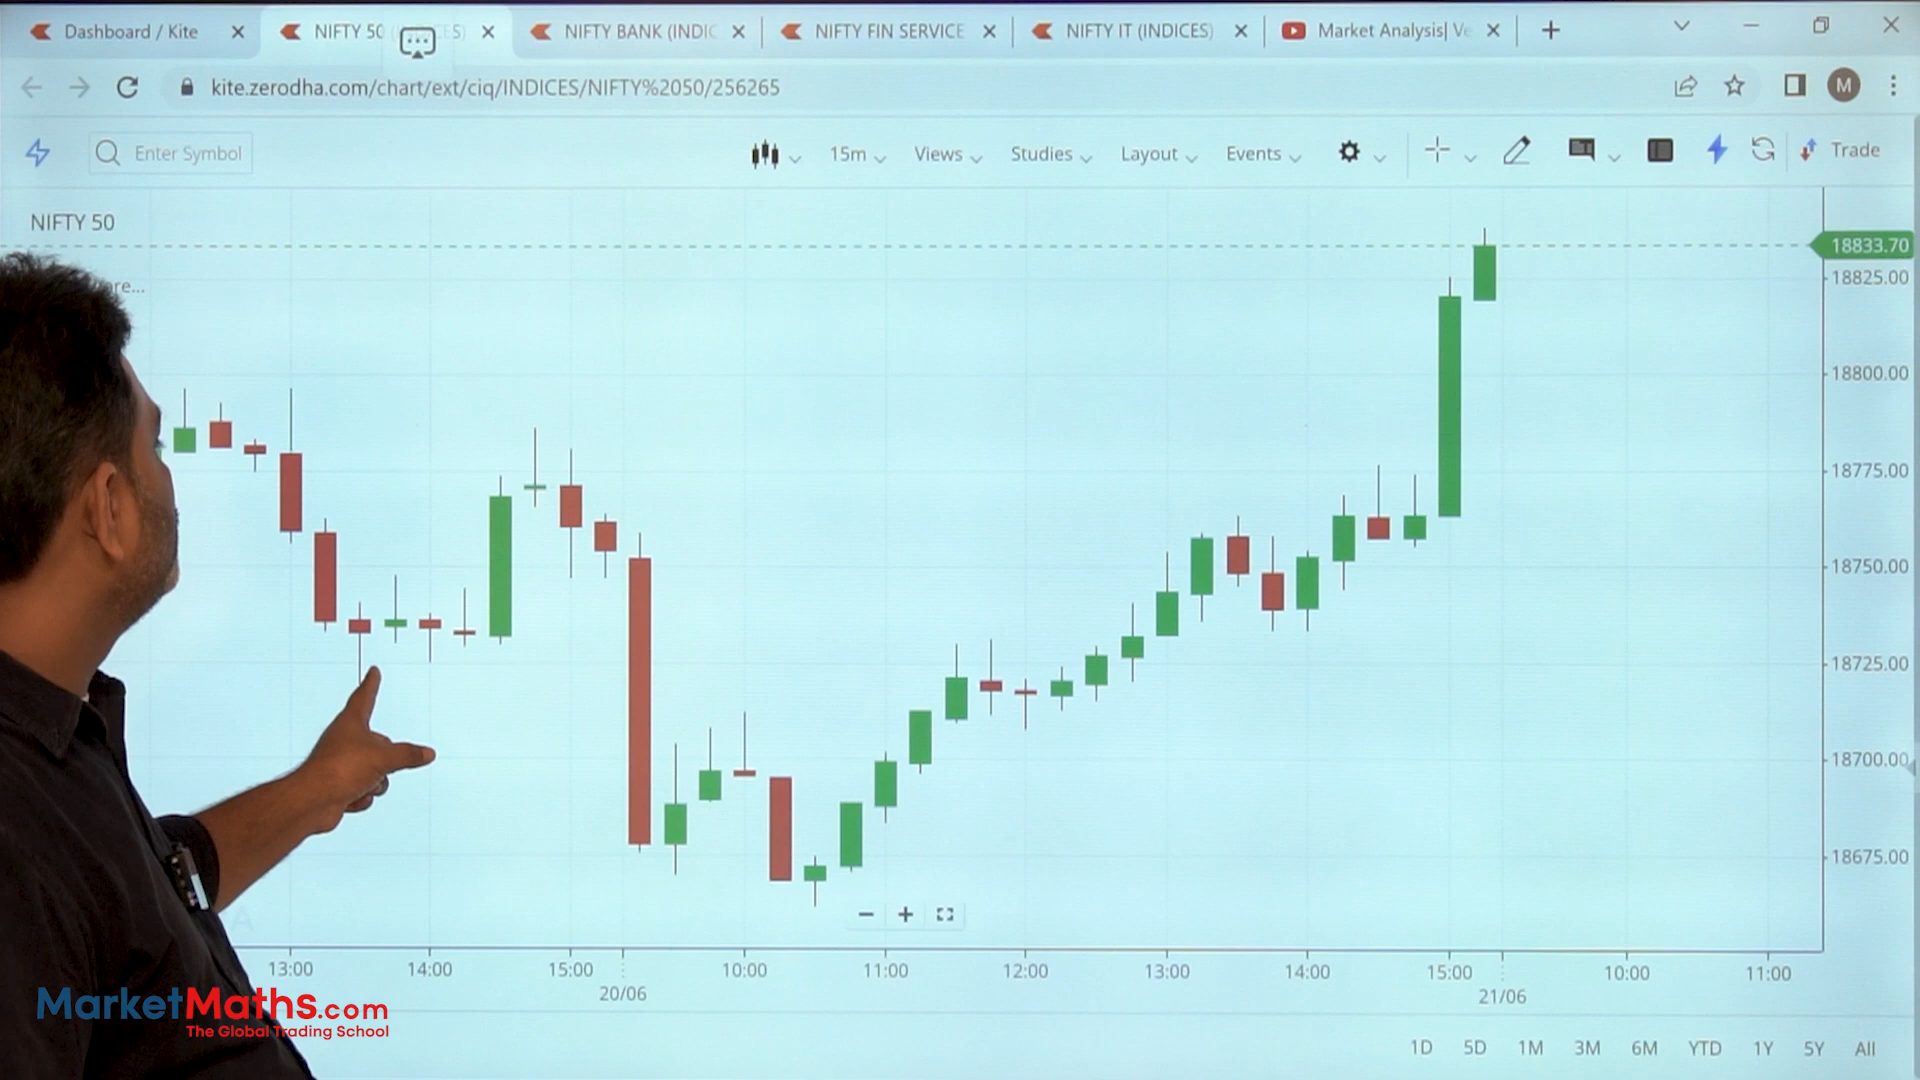 Dashboard / Kite
NIFTY 50
NIFTY BANK (INDIC
NIFTY FIN SERVICE
NIFTY IT (INDICES)
Market Analysis| Ve
kite.zerodha.com/chart/ext/ciq/INDICES/NIFTY%2050/256265
M
Enter Symbol
15m
Views
Studies
Layout
Events
Trade
NIFTY 50
18833.70
18825.00
18800.00
18775.00
18750.00
18725.00
18700.00
18675.00
13:00
14:00
15:00
10:00
11:00
12:00
13:00
14:00
15:00
10:00
11:00
20/06
21/06
MarketMaths.com
The Global Trading School
1D
5D
1M
3M
6M
YTD
1Y
5Y
All